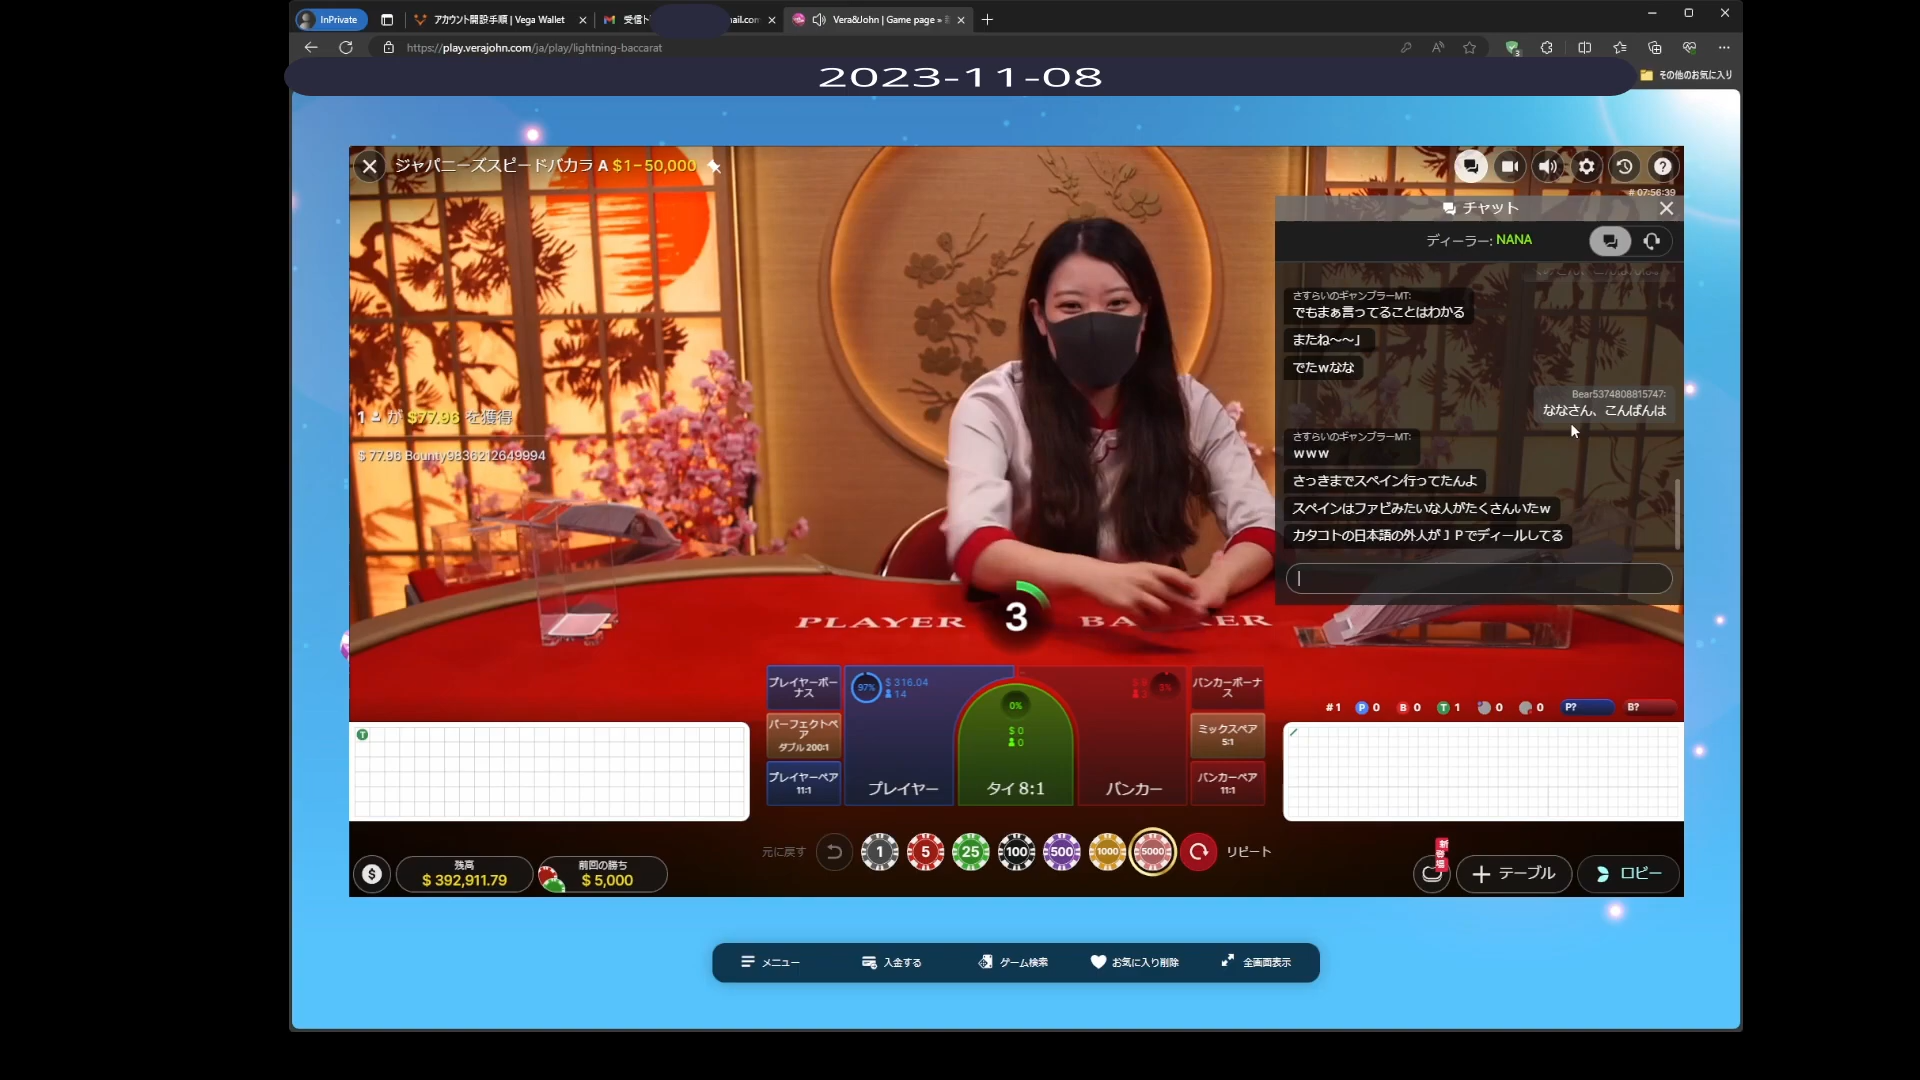 InPrivate
アカウント開設手順 | Vega Wallet
受信ト
ail.com
Vera&John | Game page »
https://play.verajohn.com/ja/play/lightning-baccarat
その他のお気に入り
2023-11-08
ジャパニーズスピードバカラ A $1-50,000
# 07:56:39
チャット
ディーラー: NANA
さすらいのギャンブラーMT:
でもまぁ言ってることはわかる
またね〜〜」
でたwなな
Bear5374808815747:
ななさん、こんばんは
さすらいのギャンブラーMT:
www
さっきまでスペイン行ってたんよ
スペインはファビみたいな人がたくさんいたw
カタコトの日本語の外人がJPでディールしてる
1 が $77.96 を獲得
$ 77.96 Bounty9836212649994
PLAYER
3
プレイヤーボーナス
パーフェクトペア
ダブル 200:1
プレイヤーペア
11:1
97%
$ 316.04
14
プレイヤー
0%
$ 0
0
タイ 8:1
3%
バンカー
バンカーボーナス
ミックスペア
5:1
バンカーペア
11:1
#1 P 0 B 0 T 1 0 0 P? B?
T
元に戻す
1
5
25
100
500
1000
5000
リピート
残高
$ 392,911.79
前回の勝ち
$ 5,000
テーブル
ロビー
メニュー
入金する
ゲーム検索
お気に入り削除
全画面表示